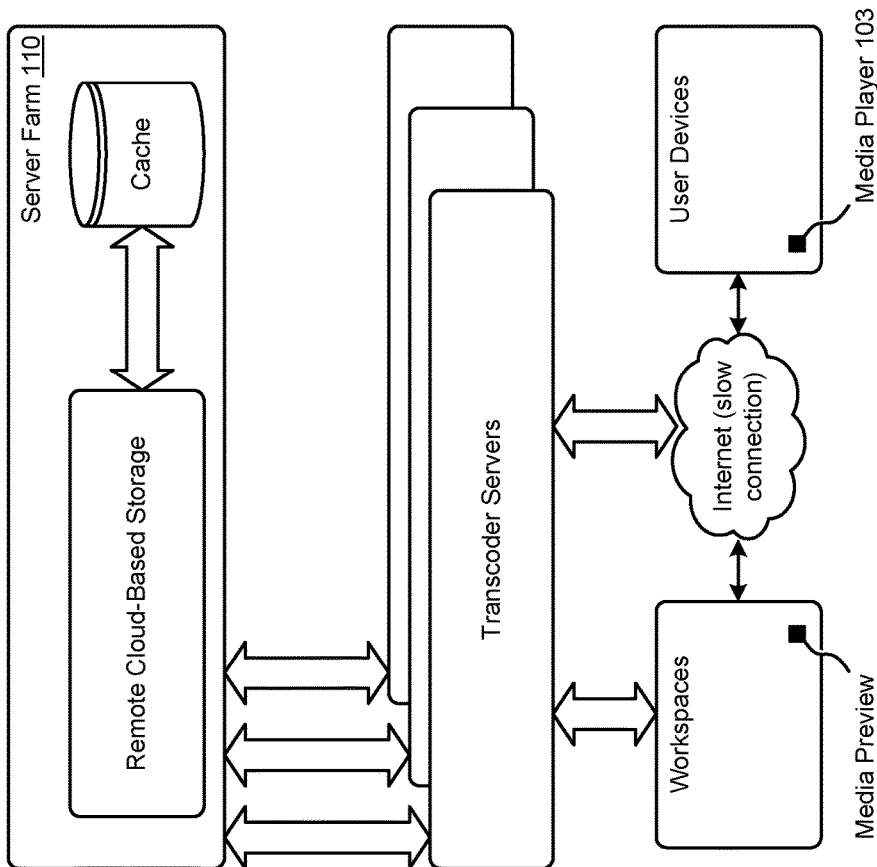 Server Farm 110
Remote Cloud-Based Storage
Cache
Transcoder Servers
Workspaces
Internet (slow
connection)
User Devices
Media Preview
Media Player 103